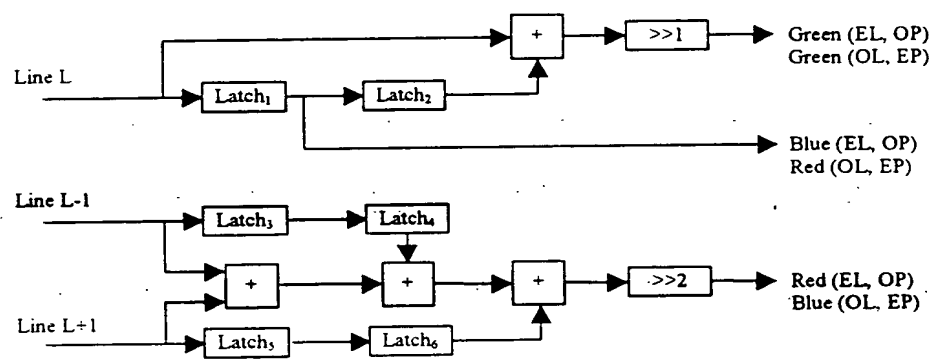 +
>>1
Green (EL, OP)
Green (OL, EP)
Line L
Latch₁
Latch₂
Blue (EL, OP)
Red (OL, EP)
Line L-1
Latch₃
Latch₄
+
+
+
>>2
Red (EL, OP)
Blue (OL, EP)
Line L+1
Latch₅
Latch₆